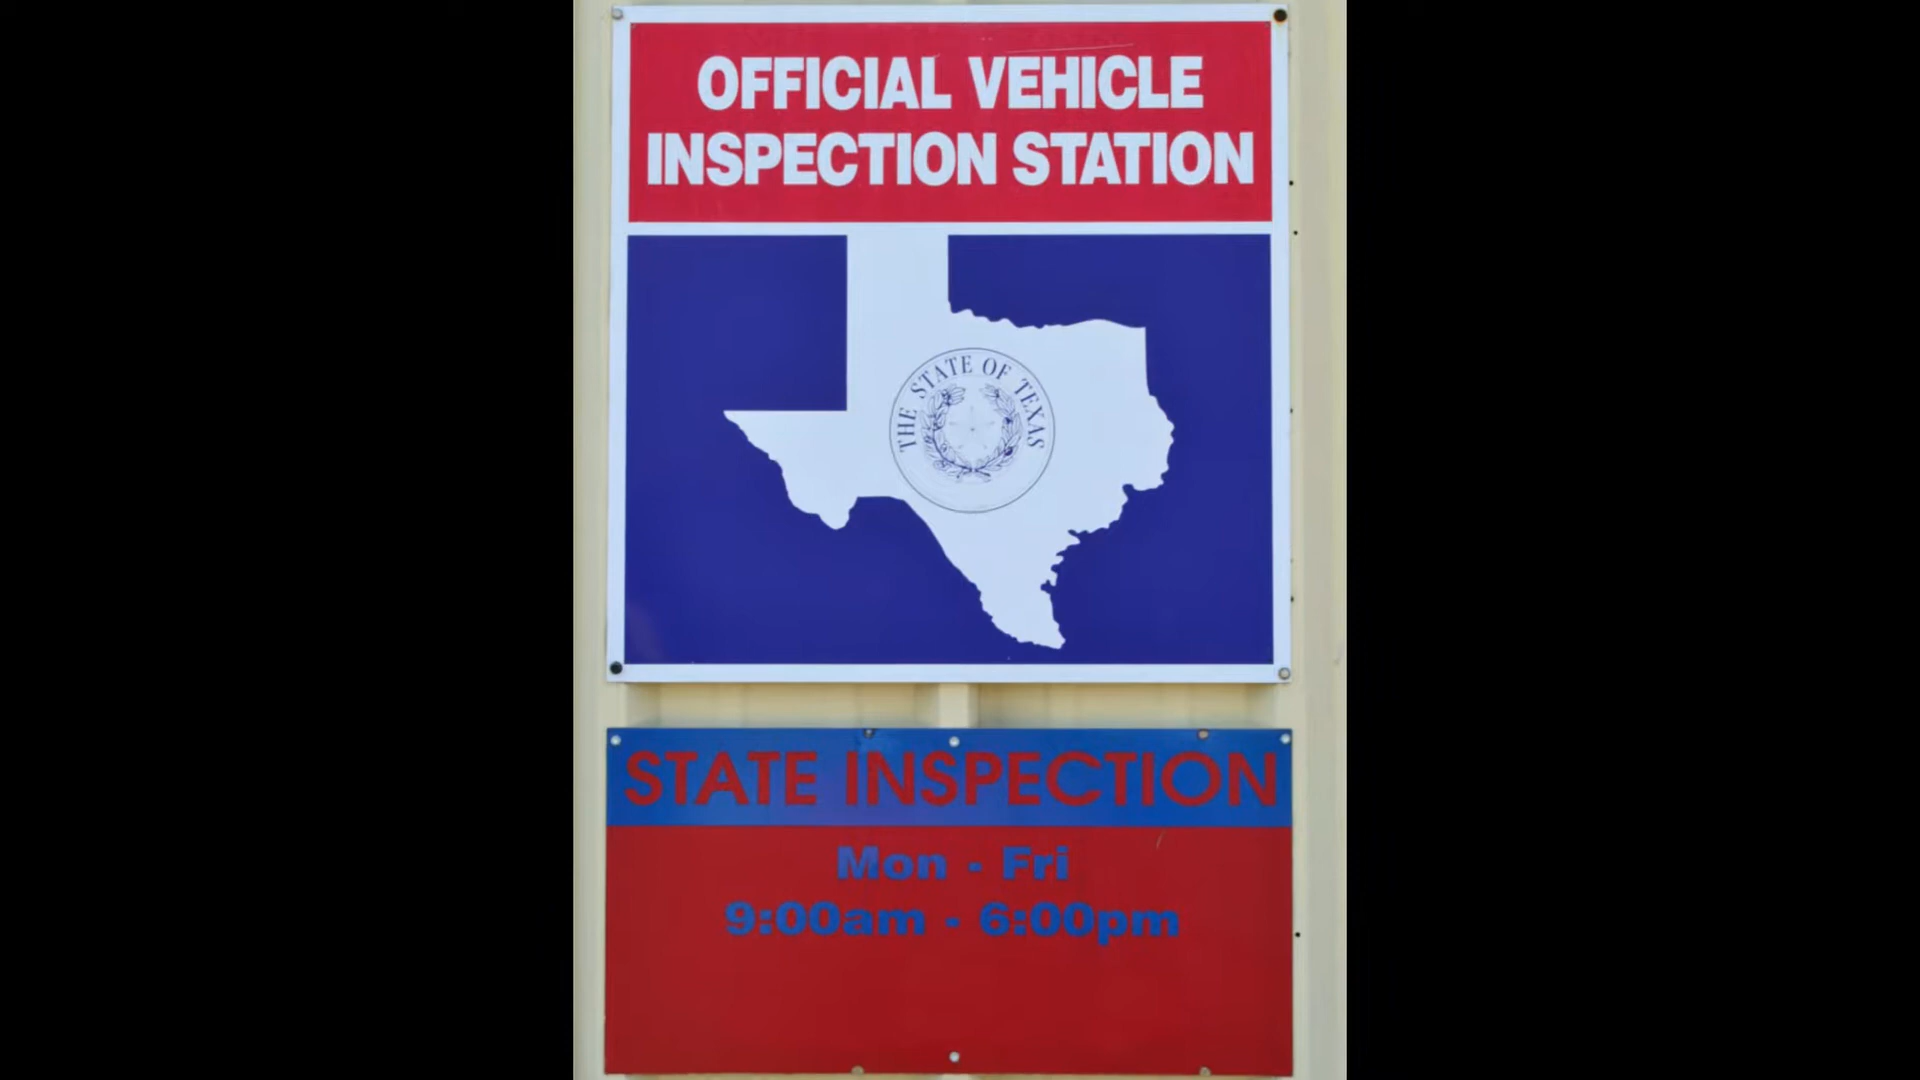 OFFICIAL VEHICLE
INSPECTION STATION
THE STATE OF TEXAS
STATE INSPECTION
Mon - Fri
9:00am - 6:00pm